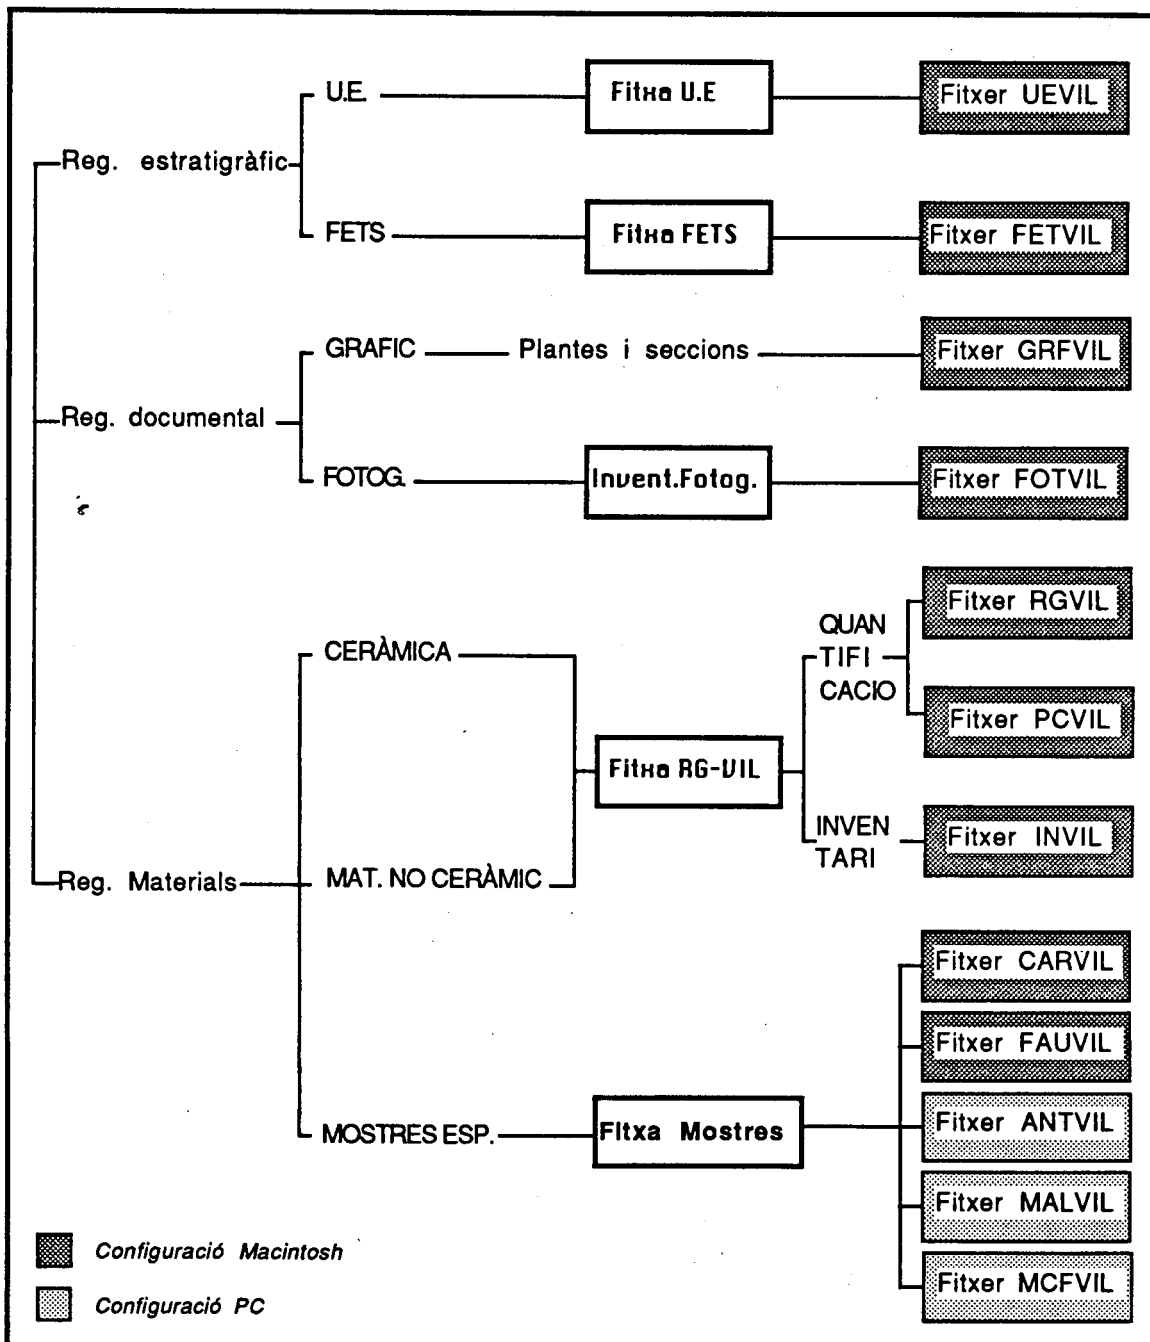 U.E.
Fitxa U.E
Fitxer UEVIL
Reg. estratigràfic
FETS
Fitxa FETS
Fitxer FETVIL
GRAFIC
Plantes i seccions
Fitxer GRFVIL
Reg. documental
FOTOG.
Invent.Fotog.
Fitxer FOTVIL
Fitxer RGVIL
QUAN
TIFI
CACIO
CERÀMICA
Fitxer PCVIL
Fitxa RG-VIL
INVEN
TARI
Fitxer INVIL
Reg. Materials
MAT. NO CERÀMIC
Fitxer CARVIL
Fitxer FAUVIL
MOSTRES ESP.
Fitxa Mostres
Fitxer ANTVIL
Fitxer MALVIL
Fitxer MCFVIL
Configuració Macintosh
Configuració PC